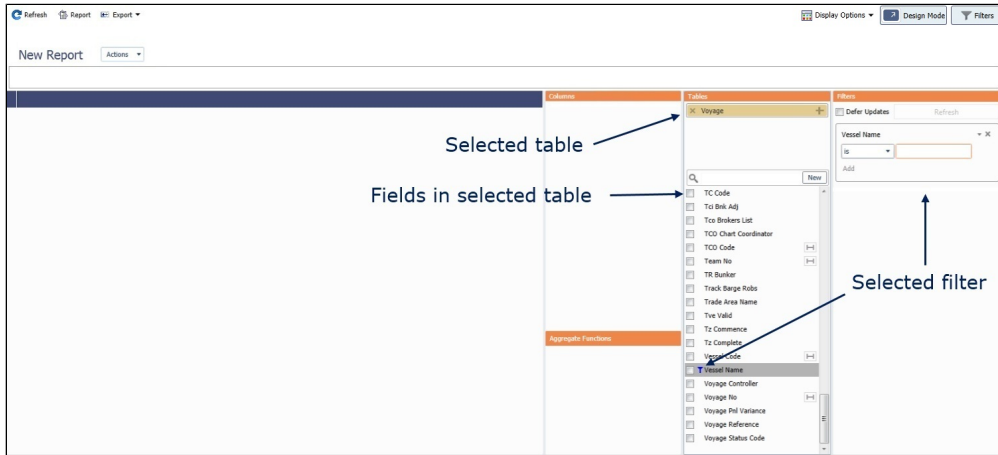 Refresh Report Export Display Options Design Mode Filters
New Report Actions
Columns Tables Filters
Voyage
Defer Updates Refresh
Vessel Name
is
Add
Selected table
New
Fields in selected table
TC Code
Tci Bnk Adj
Tco Brokers List
TCO Chart Coordinator
TCO Code
Team No
TR Bunker
Track Barge Robs
Trade Area Name
Tve Valid
Tz Commence
Tz Complete
Vessel Code
Vessel Name
Voyage Controller
Voyage No
Voyage Pnl Variance
Voyage Reference
Voyage Status Code
Selected filter
Aggregate Functions